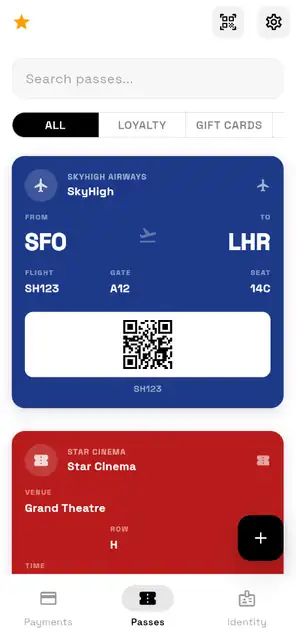 Search passes...
ALL LOYALTY GIFT CARDS
SKYHIGH AIRWAYS
SkyHigh
FROM TO
SFO LHR
FLIGHT GATE SEAT
SH123 A12 14C
SH123
STAR CINEMA
Star Cinema
VENUE
Grand Theatre
ROW
H
TIME
Payments Passes Identity